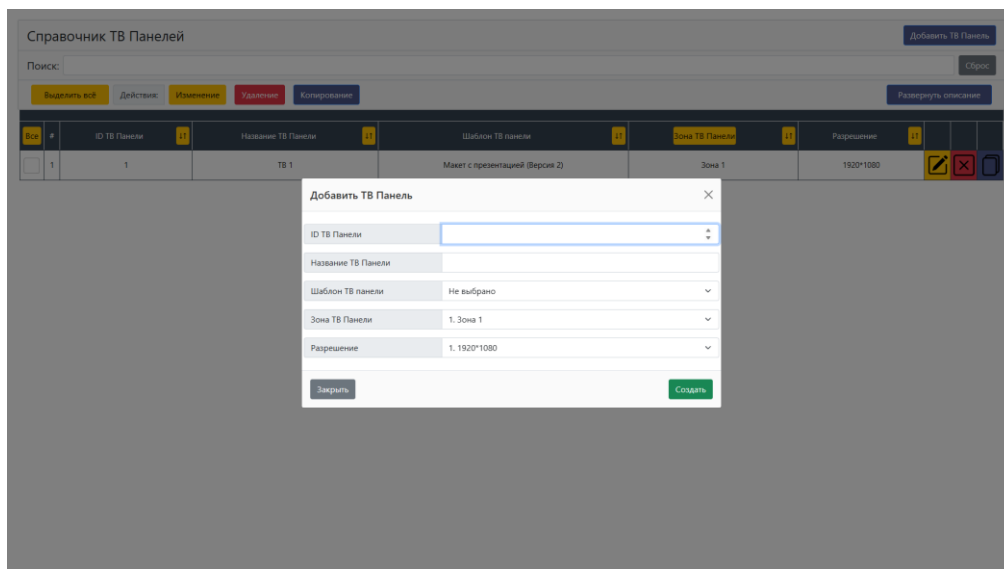 Справочник ТВ Панелей
Добавить ТВ Панель
Поиск:
Сброс
Выделить всё Действия: Изменение Удаление Копирование Развернуть описание
Все # ID ТВ Панели Название ТВ Панели Шаблон ТВ панели Зона ТВ Панели Разрешение
1 1 ТВ 1 Макет с презентацией (Версия 2) Зона 1 1920*1080
Добавить ТВ Панель
ID ТВ Панели
Название ТВ Панели
Шаблон ТВ панели Не выбрано
Зона ТВ Панели 1. Зона 1
Разрешение 1. 1920*1080
Закрыть Создать